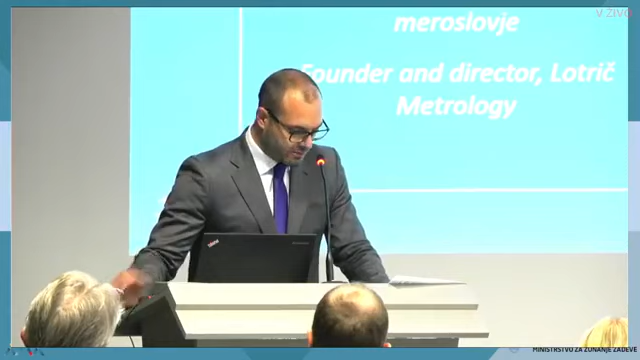 V ŽIVO
meroslovje
Founder and director, Lotrič
Metrology
MINISTRSTVO ZA ZUNANJE ZADEVE